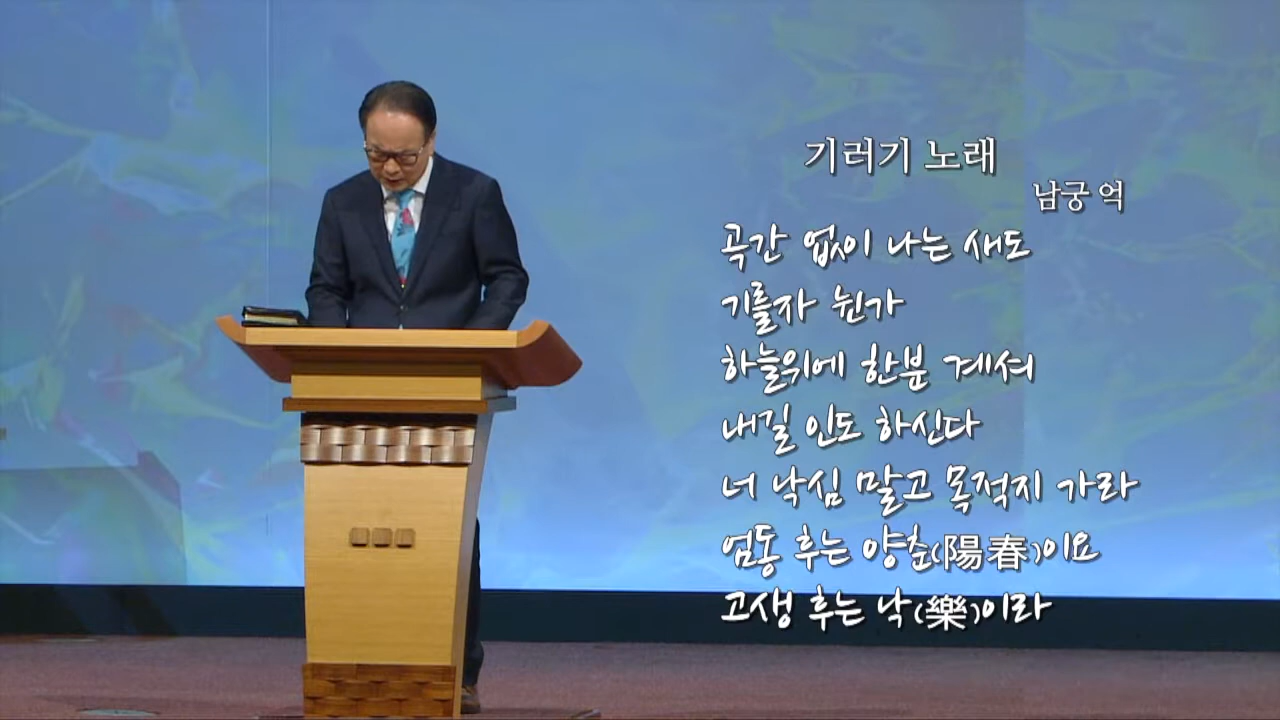 기러기 노래
남궁 억
곡간 없이 나는 새도
기를자 뉜가
하늘위에 한분 계셔
내길 인도 하신다
너 낙심 말고 목적지 가라
엄동 후는 양춘(陽春)이요
고생 후는 낙(樂)이라